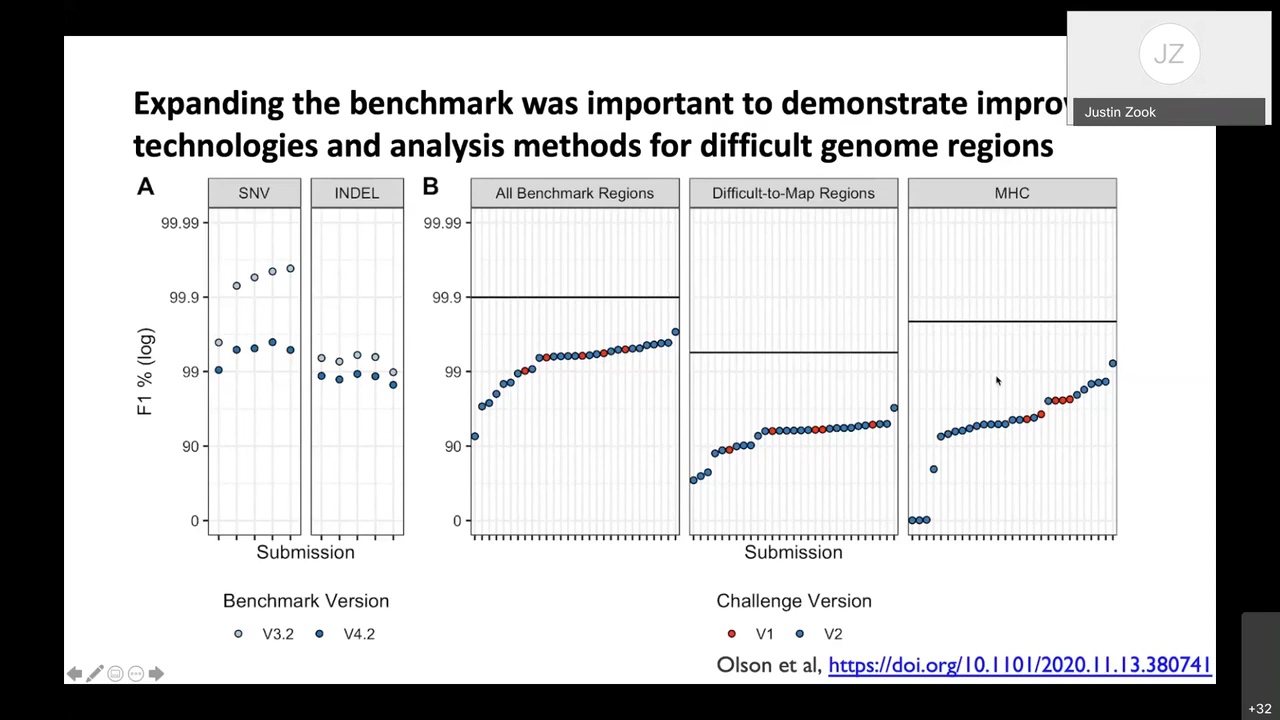 JZ
Justin Zook
Expanding the benchmark was important to demonstrate
technologies and analysis methods for difficult genome regions
A
SNV
INDEL
B
All Benchmark Regions
Difficult-to-Map Regions
MHC
F1 % (log)
99.99
99.9
99
90
0
99.99
99.9
99
90
0
Submission
Submission
Benchmark Version
V3.2
V4.2
Challenge Version
V1
V2
Olson et al, https://doi.org/10.1101/2020.11.13.380741
+32